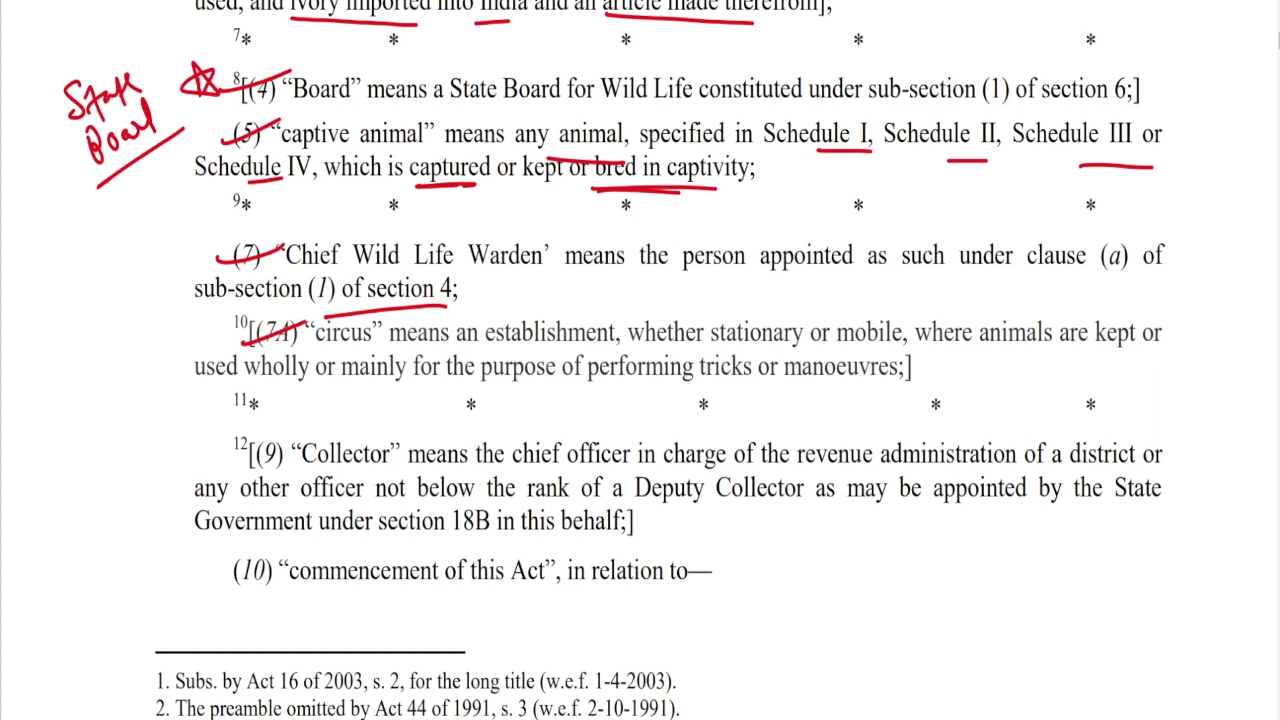 used, and ivory imported into India and an article made therefrom],
7* * * * *
State Board
8[(4) “Board” means a State Board for Wild Life constituted under sub-section (1) of section 6;]
(5) “captive animal” means any animal, specified in Schedule I, Schedule II, Schedule III or
Schedule IV, which is captured or kept or bred in captivity;
9* * * * *
(7) “Chief Wild Life Warden’ means the person appointed as such under clause (a) of
sub-section (1) of section 4;
10[(7A) “circus” means an establishment, whether stationary or mobile, where animals are kept or
used wholly or mainly for the purpose of performing tricks or manoeuvres;]
11* * * * *
12[(9) “Collector” means the chief officer in charge of the revenue administration of a district or
any other officer not below the rank of a Deputy Collector as may be appointed by the State
Government under section 18B in this behalf;]
(10) “commencement of this Act”, in relation to—
1. Subs. by Act 16 of 2003, s. 2, for the long title (w.e.f. 1-4-2003).
2. The preamble omitted by Act 44 of 1991, s. 3 (w.e.f. 2-10-1991).